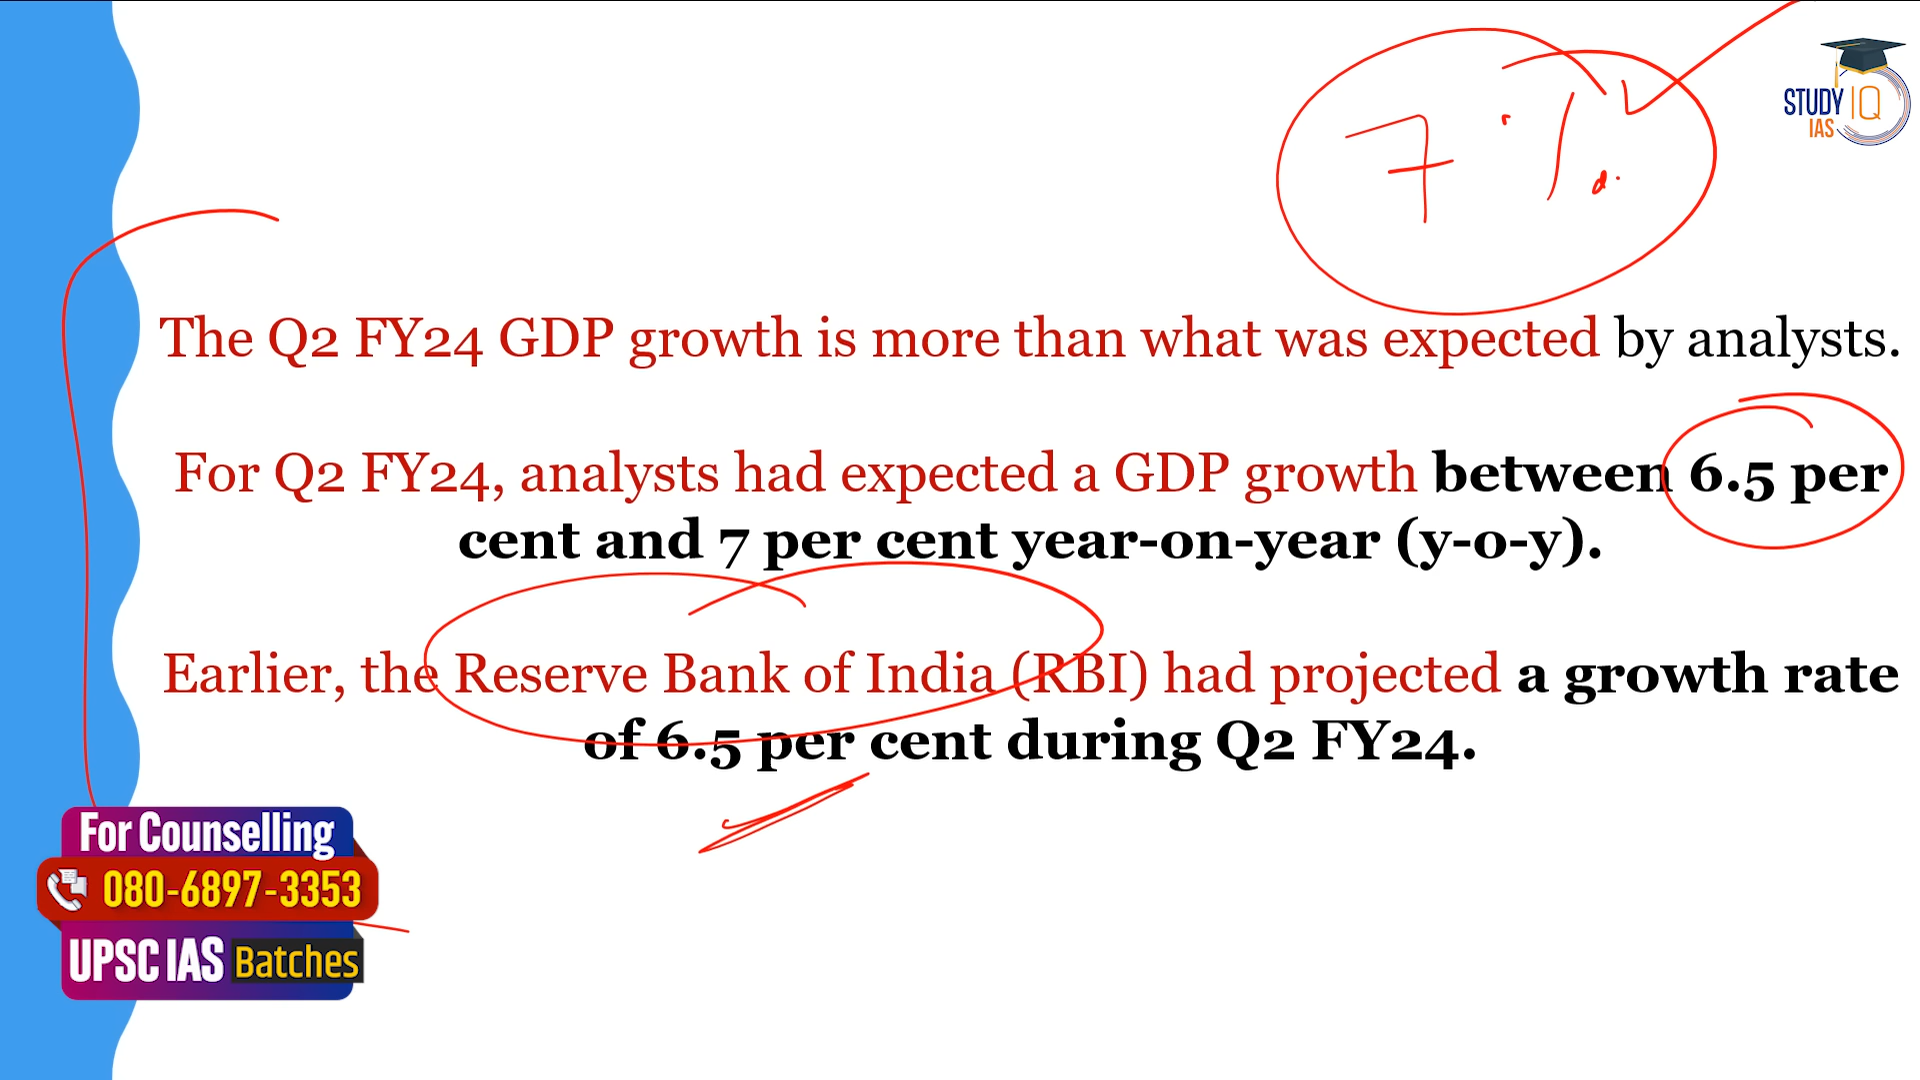 7%
STUDY IQ
IAS
The Q2 FY24 GDP growth is more than what was expected by analysts.
For Q2 FY24, analysts had expected a GDP growth between 6.5 per
cent and 7 per cent year-on-year (y-o-y).
Earlier, the Reserve Bank of India (RBI) had projected a growth rate
of 6.5 per cent during Q2 FY24.
For Counselling
080-6897-3353
UPSC IAS Batches